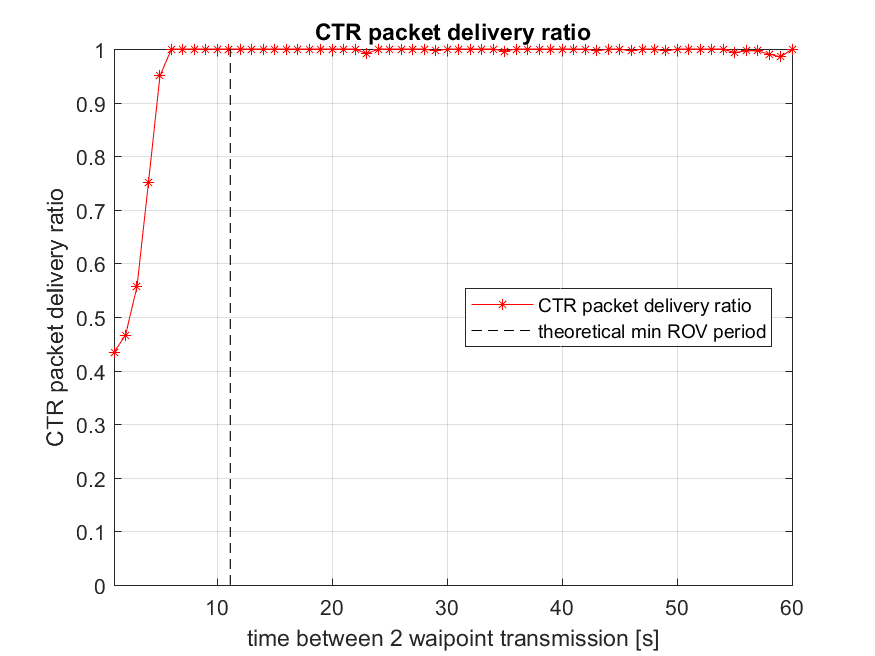 CTR packet delivery ratio
CTR packet delivery ratio
1
0.9
0.8
0.7
0.6
0.5
0.4
0.3
0.2
0.1
0
CTR packet delivery ratio
theoretical min ROV period
10 20 30 40 50 60
time between 2 waipoint transmission [s]